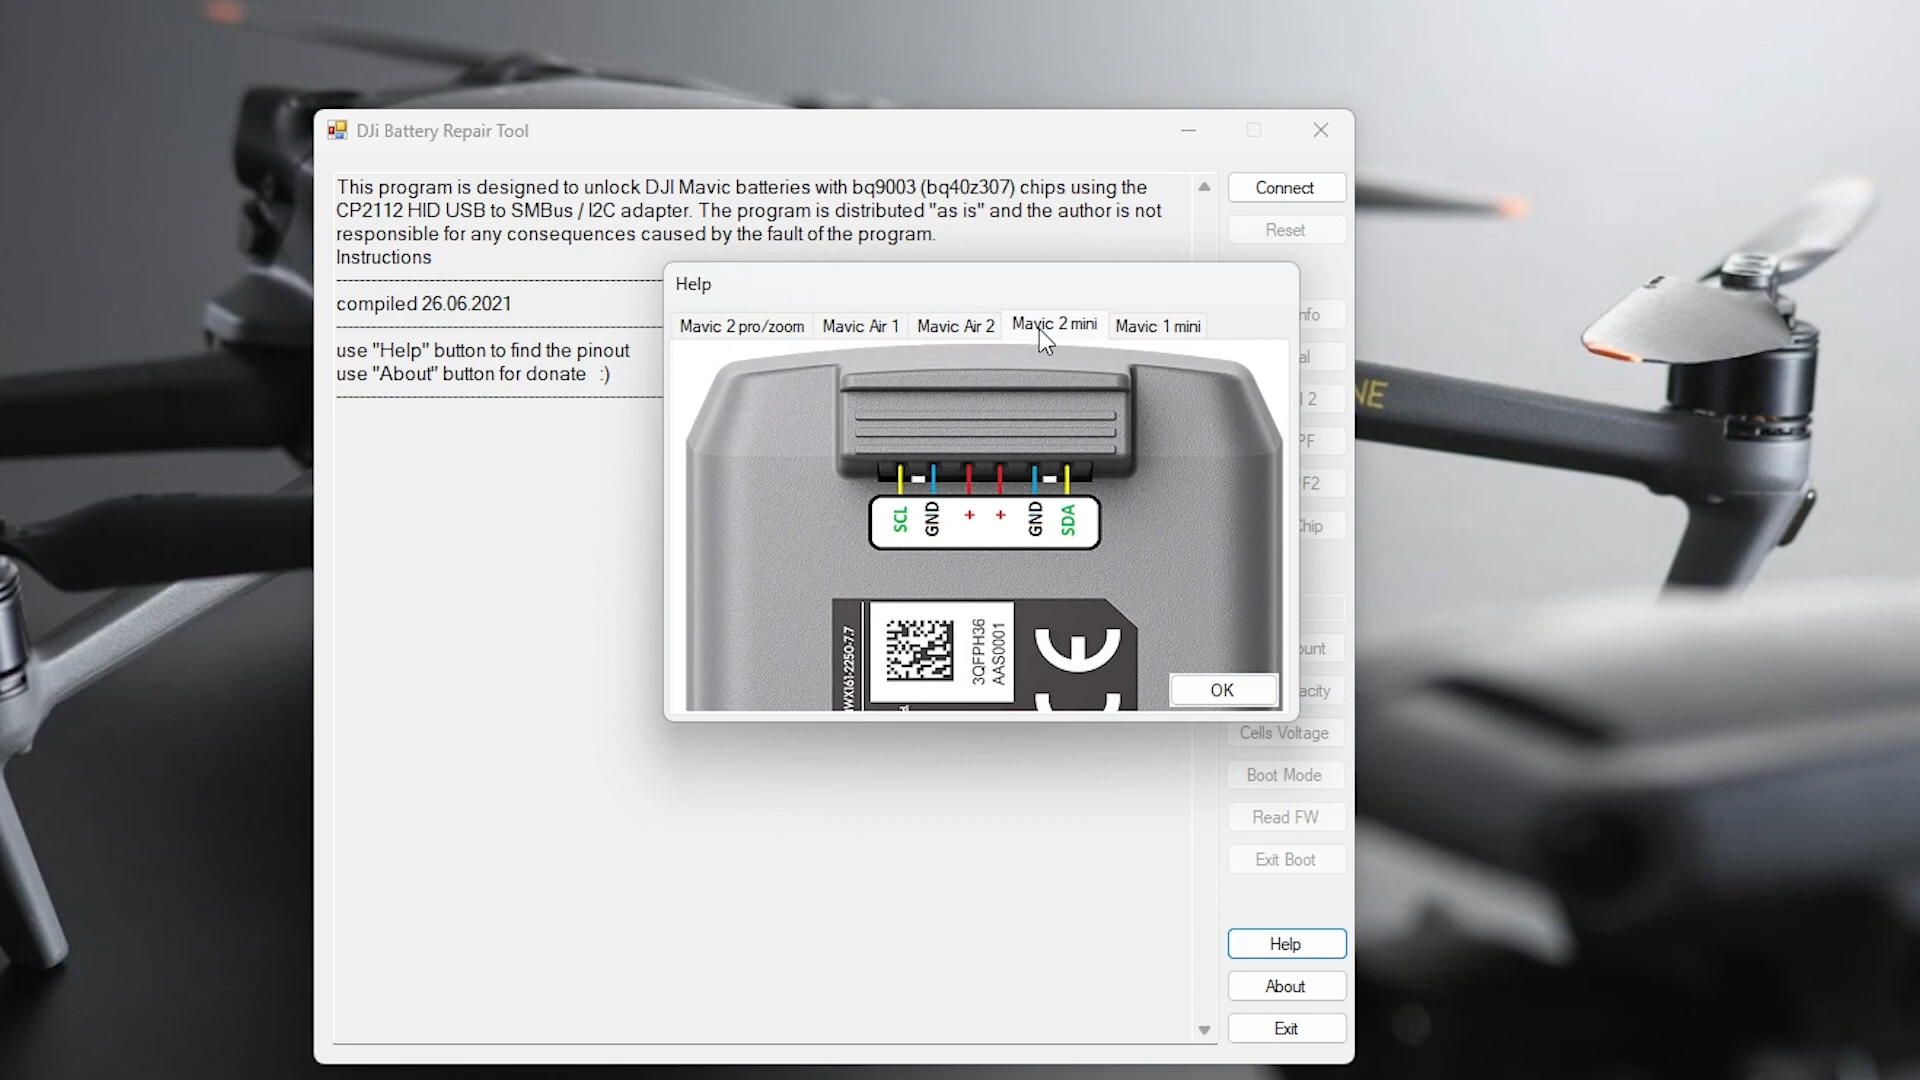 DJi Battery Repair Tool
This program is designed to unlock DJI Mavic batteries with bq9003 (bq40z307) chips using the
CP2112 HID USB to SMBus / I2C adapter. The program is distributed "as is" and the author is not
responsible for any consequences caused by the fault of the program.
Instructions
compiled 26.06.2021
use "Help" button to find the pinout
use "About" button for donate :)
Help
Mavic 2 pro/zoom Mavic Air 1 Mavic Air 2 Mavic 2 mini Mavic 1 mini
SCL GND + + GND SDA
3QFPH36
AAS0001
CE
OK
Connect
Reset
Cells Voltage
Boot Mode
Read FW
Exit Boot
Help
About
Exit